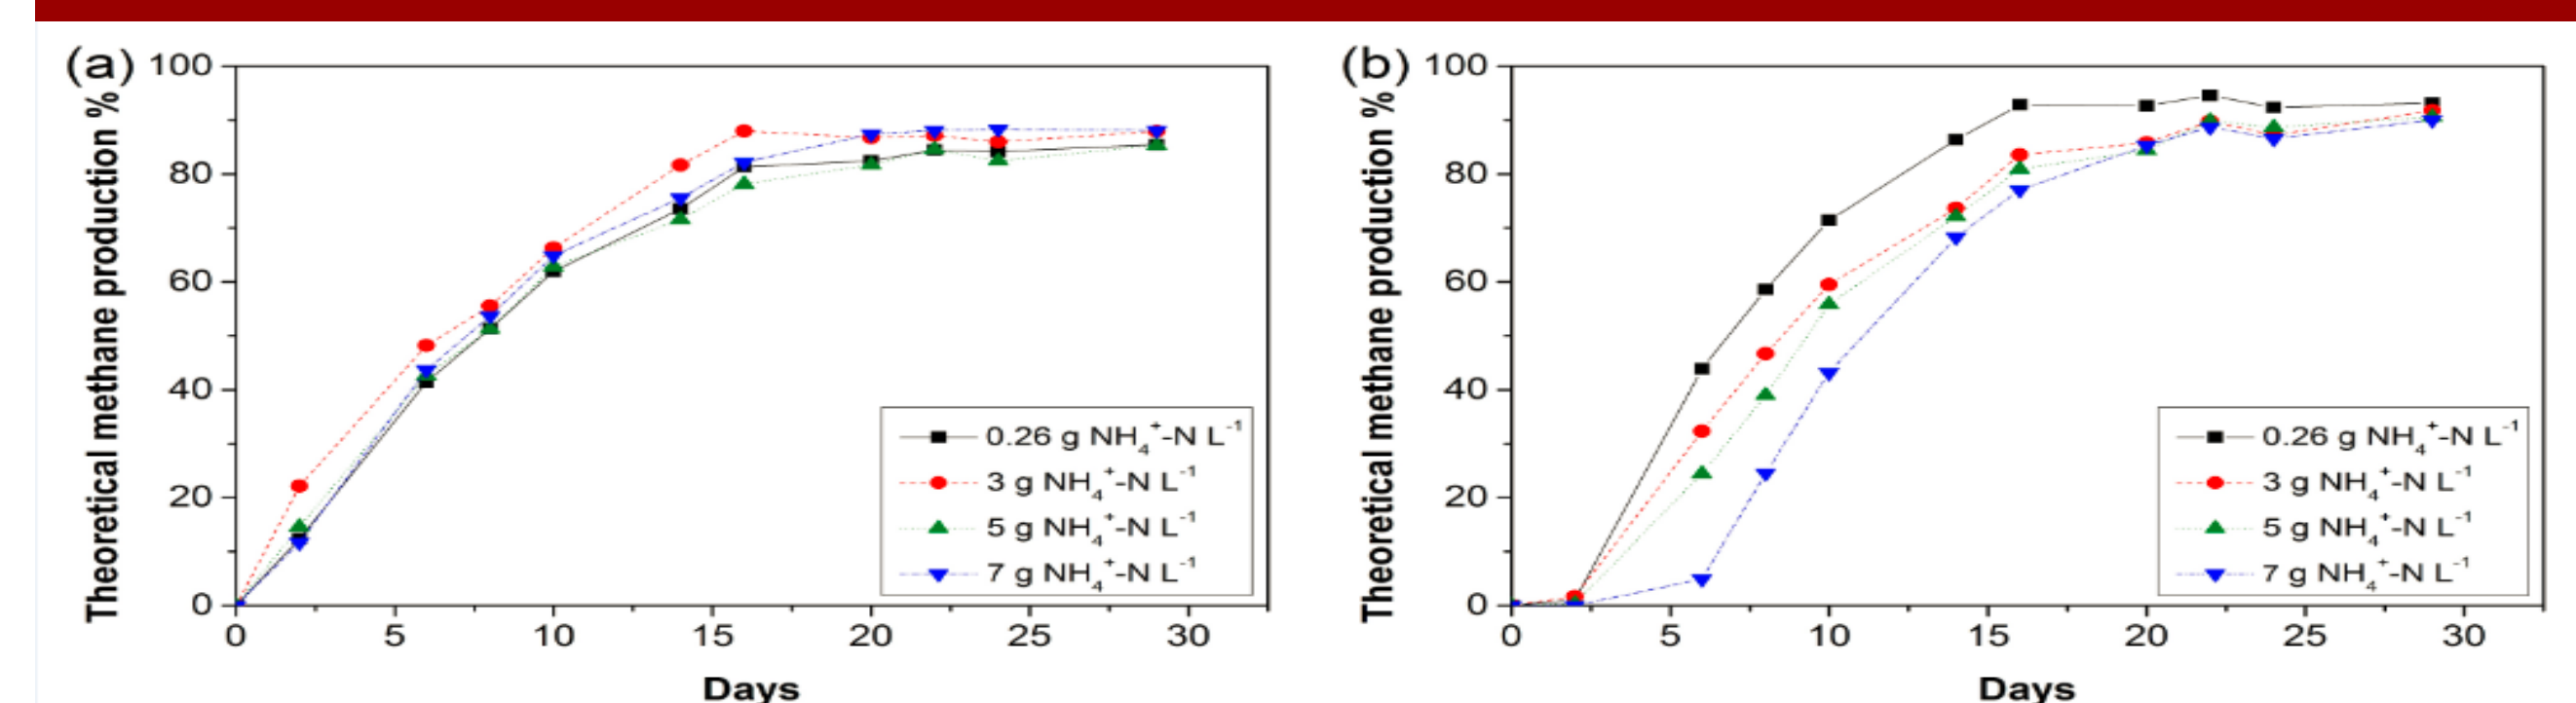 (a)
Theoretical methane production %
100
80
60
40
20
0
0 5 10 15 20 25 30
Days
0.26 g NH₄⁺-N L⁻¹
3 g NH₄⁺-N L⁻¹
5 g NH₄⁺-N L⁻¹
7 g NH₄⁺-N L⁻¹
(b)
Theoretical methane production %
100
80
60
40
20
0
0 5 10 15 20 25 30
Days
0.26 g NH₄⁺-N L⁻¹
3 g NH₄⁺-N L⁻¹
5 g NH₄⁺-N L⁻¹
7 g NH₄⁺-N L⁻¹